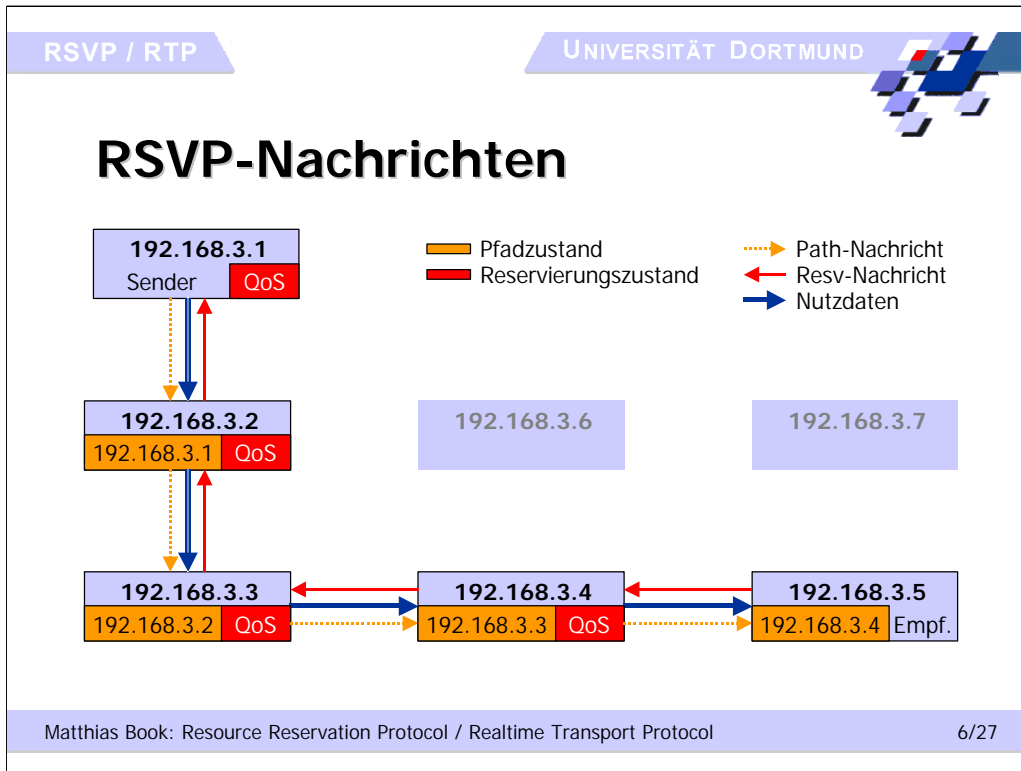 RSVP / RTP
UNIVERSITÄT DORTMUND
RSVP-Nachrichten
192.168.3.1
Sender QoS
Pfadzustand
Reservierungszustand
Path-Nachricht
Resv-Nachricht
Nutzdaten
192.168.3.2
192.168.3.1 QoS
192.168.3.6
192.168.3.7
192.168.3.3
192.168.3.2 QoS
192.168.3.4
192.168.3.3 QoS
192.168.3.5
192.168.3.4 Empf.
Matthias Book: Resource Reservation Protocol / Realtime Transport Protocol 6/27